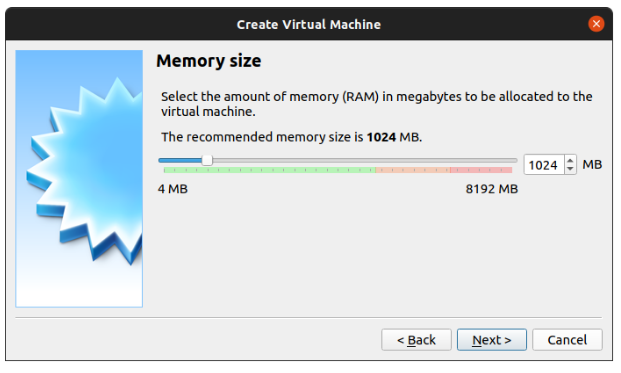 Create Virtual Machine
Memory size
Select the amount of memory (RAM) in megabytes to be allocated to the
virtual machine.
The recommended memory size is 1024 MB.
1024 MB
4 MB 8192 MB
< Back Next > Cancel